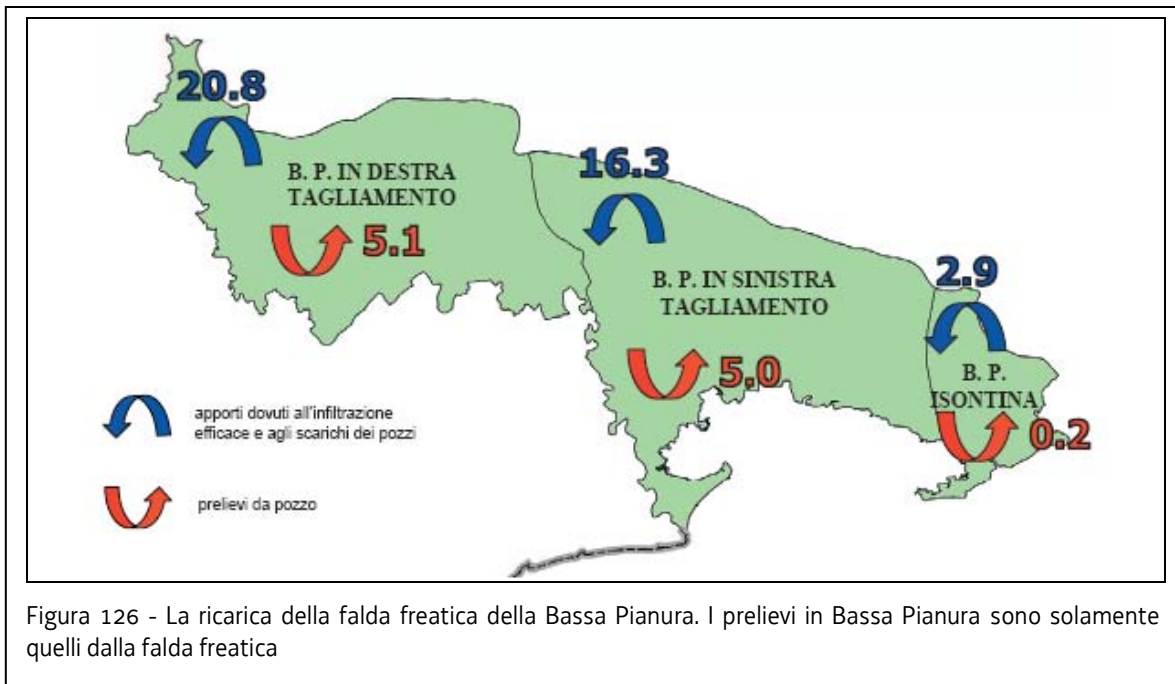 20.8
B. P. IN DESTRA
TAGLIAMENTO
5.1
16.3
B. P. IN SINISTRA
TAGLIAMENTO
5.0
2.9
B. P.
ISONTINA
0.2
apporti dovuti all'infiltrazione
efficace e agli scarichi dei pozzi
prelievi da pozzo
Figura 126 - La ricarica della falda freatica della Bassa Pianura. I prelievi in Bassa Pianura sono solamente
quelli dalla falda freatica